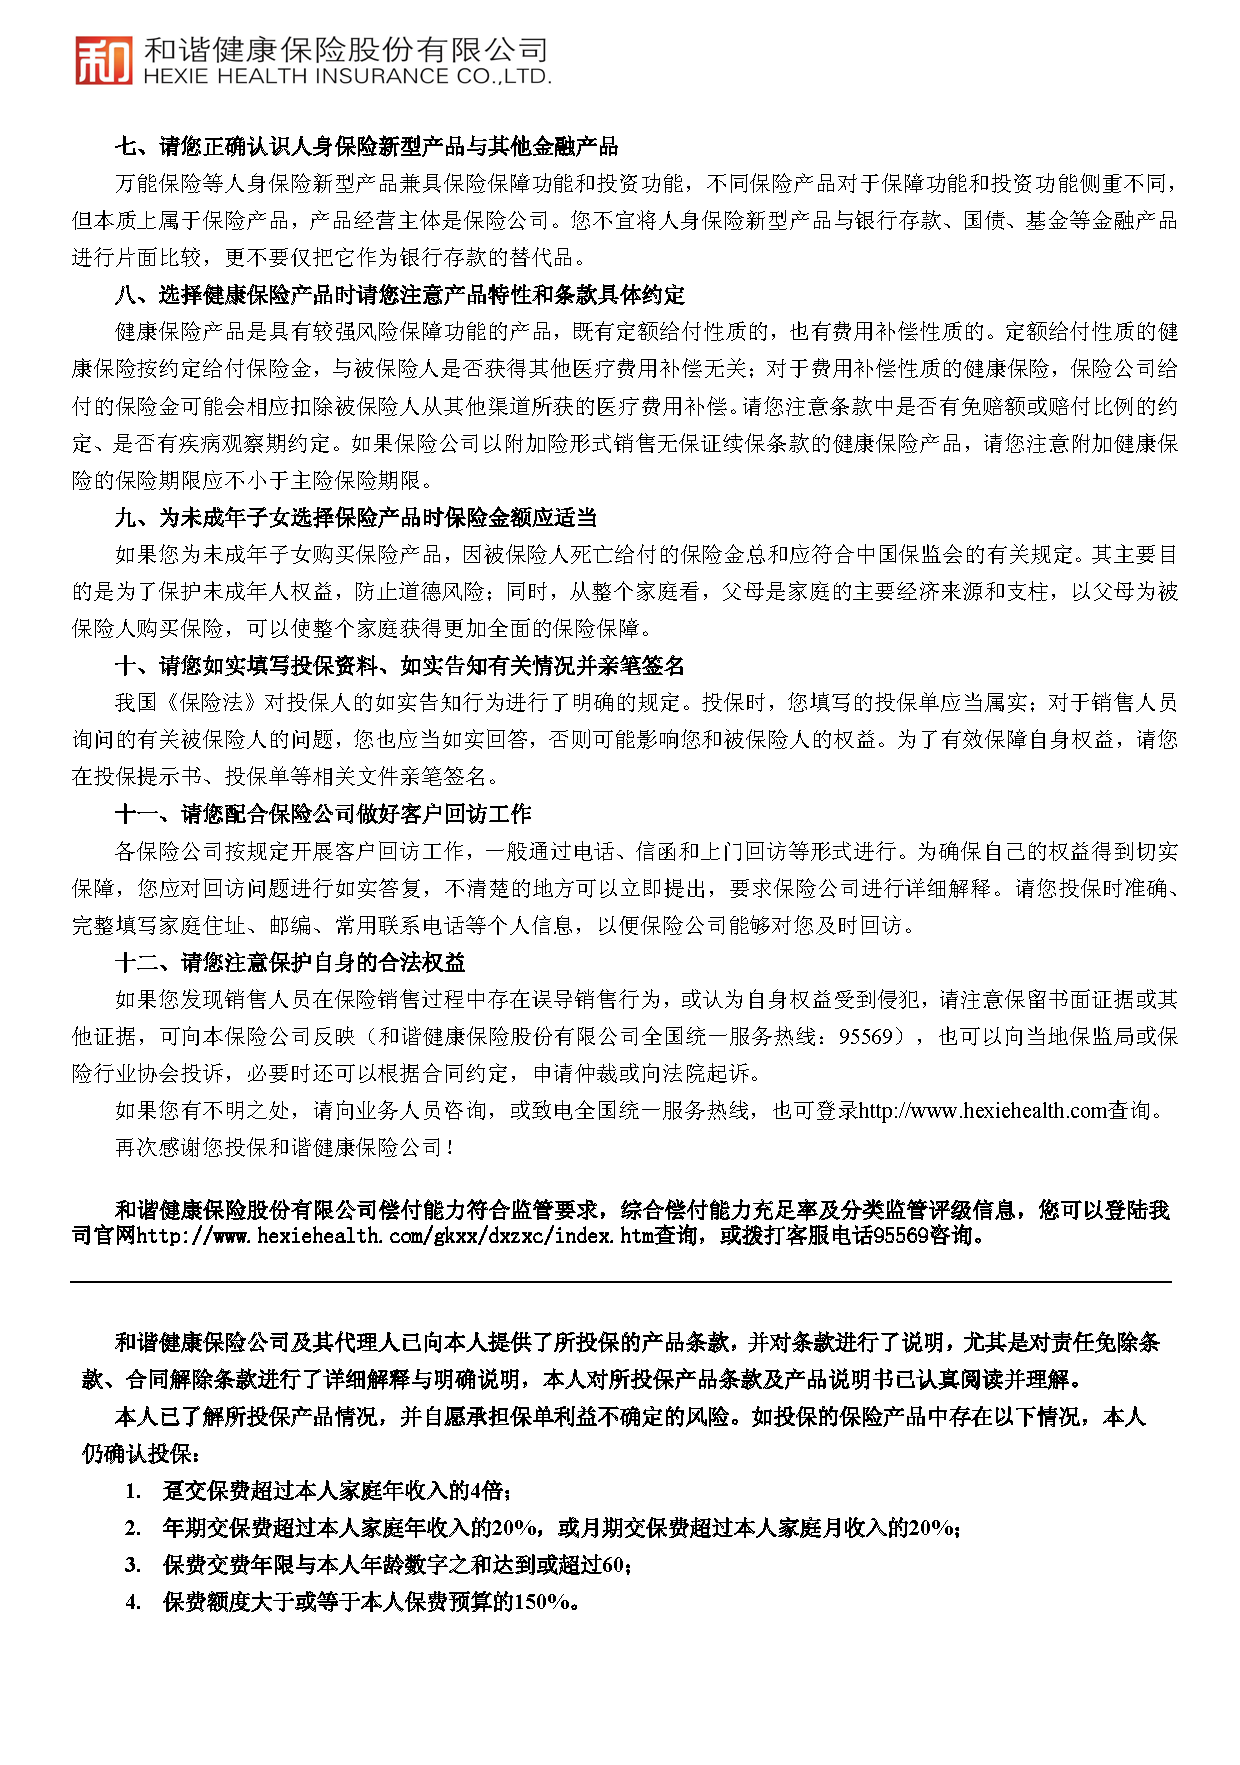 和谐健康保险股份有限公司
HEXIE HEALTH INSURANCE CO.,LTD.
七、请您正确认识人身保险新型产品与其他金融产品
万能保险等人身保险新型产品兼具保险保障功能和投资功能，不同保险产品对于保障功能和投资功能侧重不同，
但本质上属于保险产品，产品经营主体是保险公司。您不宜将人身保险新型产品与银行存款、国债、基金等金融产品
进行片面比较，更不要仅把它作为银行存款的替代品。
八、选择健康保险产品时请您注意产品特性和条款具体约定
健康保险产品是具有较强风险保障功能的产品，既有定额给付性质的，也有费用补偿性质的。定额给付性质的健
康保险按约定给付保险金，与被保险人是否获得其他医疗费用补偿无关；对于费用补偿性质的健康保险，保险公司给
付的保险金可能会相应扣除被保险人从其他渠道所获的医疗费用补偿。请您注意条款中是否有免赔额或赔付比例的约
定、是否有疾病观察期约定。如果保险公司以附加险形式销售无保证续保条款的健康保险产品，请您注意附加健康保
险的保险期限应不小于主险保险期限。
九、为未成年子女选择保险产品时保险金额应适当
如果您为未成年子女购买保险产品，因被保险人死亡给付的保险金总和应符合中国保监会的有关规定。其主要目
的是为了保护未成年人权益，防止道德风险；同时，从整个家庭看，父母是家庭的主要经济来源和支柱，以父母为被
保险人购买保险，可以使整个家庭获得更加全面的保险保障。
十、请您如实填写投保资料、如实告知有关情况并亲笔签名
我国《保险法》对投保人的如实告知行为进行了明确的规定。投保时，您填写的投保单应当属实；对于销售人员
询问的有关被保险人的问题，您也应当如实回答，否则可能影响您和被保险人的权益。为了有效保障自身权益，请您
在投保提示书、投保单等相关文件亲笔签名。
十一、请您配合保险公司做好客户回访工作
各保险公司按规定开展客户回访工作，一般通过电话、信函和上门回访等形式进行。为确保自己的权益得到切实
保障，您应对回访问题进行如实答复，不清楚的地方可以立即提出，要求保险公司进行详细解释。请您投保时准确、
完整填写家庭住址、邮编、常用联系电话等个人信息，以便保险公司能够对您及时回访。
十二、请您注意保护自身的合法权益
如果您发现销售人员在保险销售过程中存在误导销售行为，或认为自身权益受到侵犯，请注意保留书面证据或其
他证据，可向本保险公司反映（和谐健康保险股份有限公司全国统一服务热线：95569），也可以向当地保监局或保
险行业协会投诉，必要时还可以根据合同约定，申请仲裁或向法院起诉。
如果您有不明之处，请向业务人员咨询，或致电全国统一服务热线，也可登录http://www.hexiehealth.com查询。
再次感谢您投保和谐健康保险公司！
和谐健康保险股份有限公司偿付能力符合监管要求，综合偿付能力充足率及分类监管评级信息，您可以登陆我
司官网http://www.hexiehealth.com/gkxx/dxzxc/index.htm查询，或拨打客服电话95569咨询。
和谐健康保险公司及其代理人已向本人提供了所投保的产品条款，并对条款进行了说明，尤其是对责任免除条
款、合同解除条款进行了详细解释与明确说明，本人对所投保产品条款及产品说明书已认真阅读并理解。
本人已了解所投保产品情况，并自愿承担保单利益不确定的风险。如投保的保险产品中存在以下情况，本人
仍确认投保：
1. 趸交保费超过本人家庭年收入的4倍；
2. 年期交保费超过本人家庭年收入的20%，或月期交保费超过本人家庭月收入的20%；
3. 保费交费年限与本人年龄数字之和达到或超过60；
4. 保费额度大于或等于本人保费预算的150%。